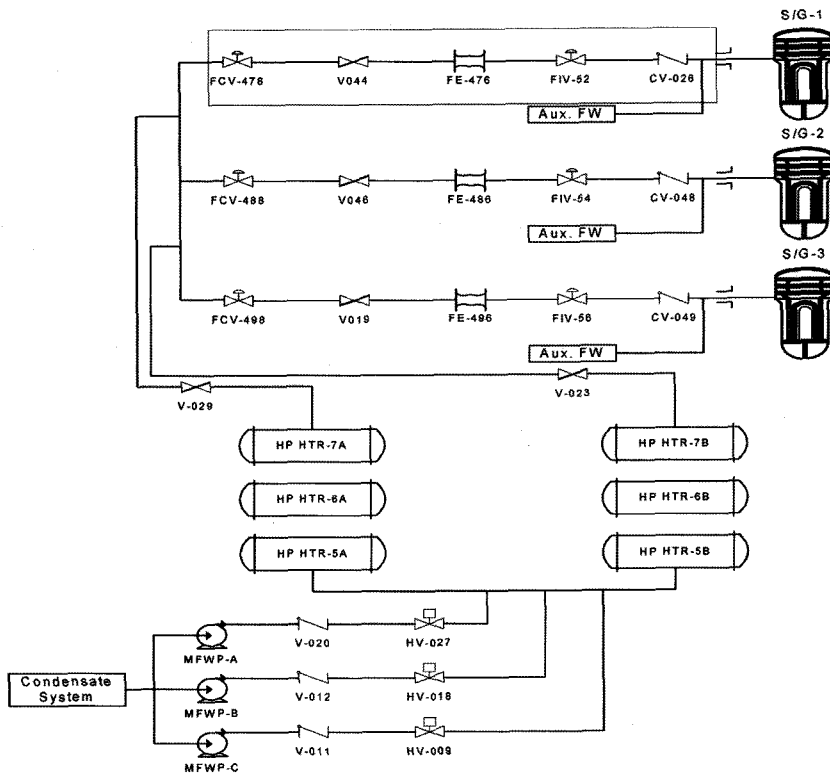 S/G-1
FCV-478
V044
FE-476
FIV-52
CV-026
Aux. FW
S/G-2
FCV-488
V046
FE-486
FIV-54
CV-048
Aux. FW
S/G-3
FCV-498
V019
FE-496
FIV-56
CV-049
Aux. FW
V-029
V-023
HP HTR-7A
HP HTR-7B
HP HTR-6A
HP HTR-6B
HP HTR-5A
HP HTR-5B
MFWP-A
V-020
HV-027
Condensate
System
MFWP-B
V-012
HV-018
MFWP-C
V-011
HV-009